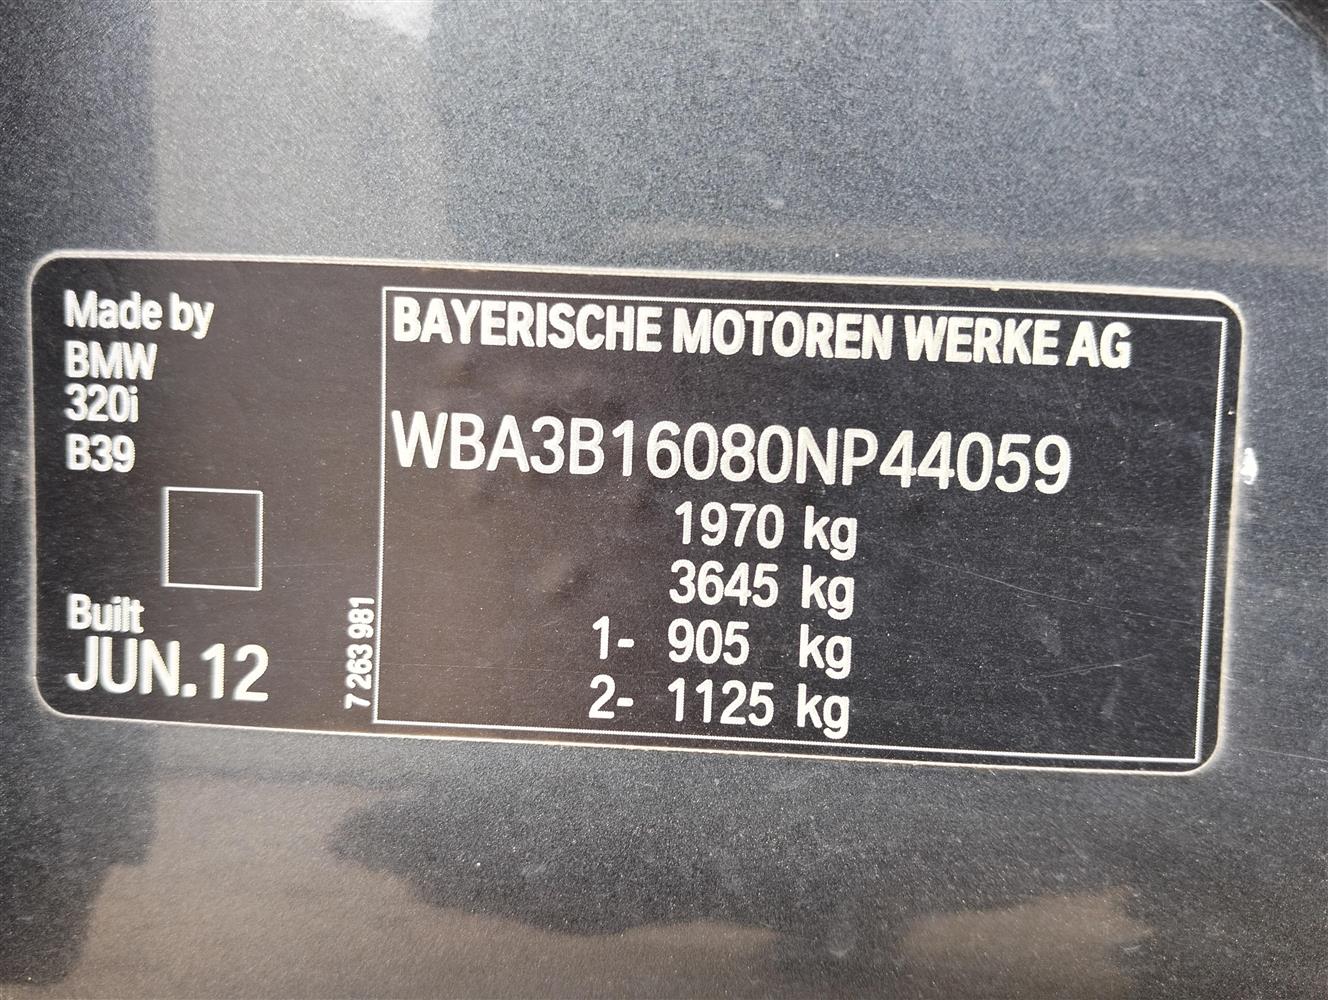 Made by
BMW
320i
B39
Built
JUN.12
7 263 981
BAYERISCHE MOTOREN WERKE AG
WBA3B16080NP44059
1970 kg
3645 kg
1- 905 kg
2- 1125 kg